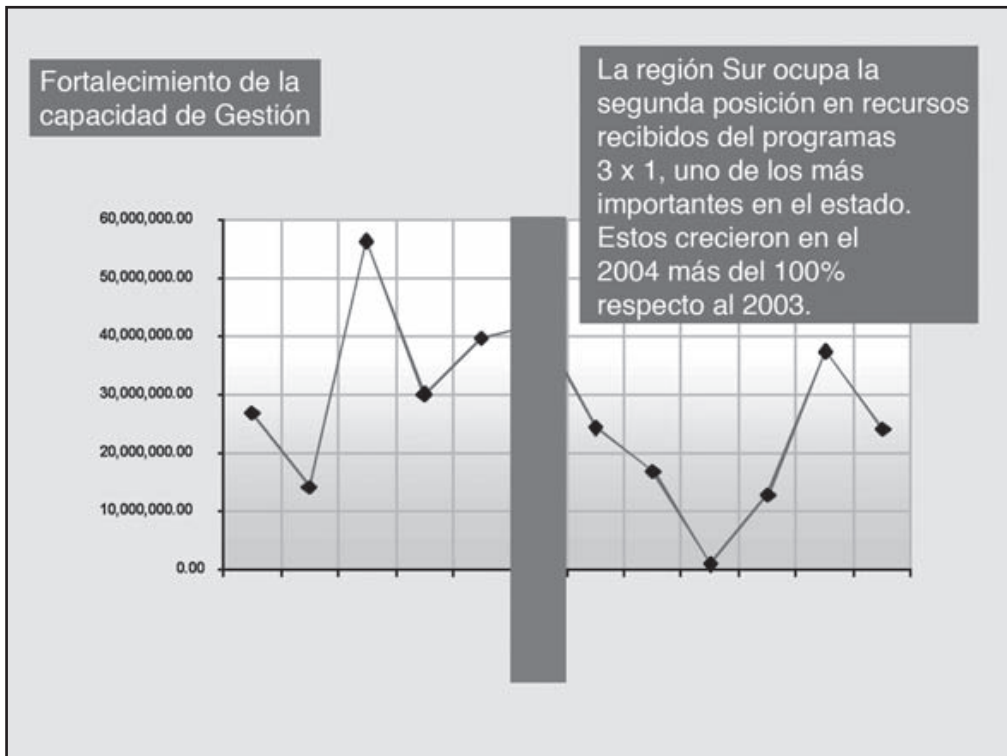 Fortalecimiento de la
capacidad de Gestión
La región Sur ocupa la
segunda posición en recursos
recibidos del programas
3 x 1, uno de los más
importantes en el estado.
Estos crecieron en el
2004 más del 100%
respecto al 2003.
60,000,000.00
50,000,000.00
40,000,000.00
30,000,000.00
20,000,000.00
10,000,000.00
0.00